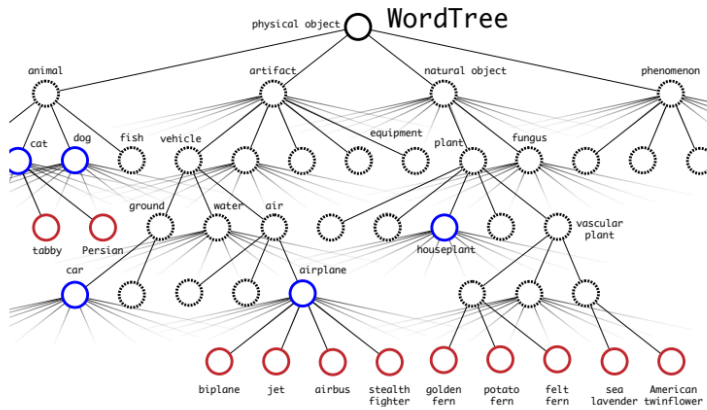 WordTree
physical object
animal
artifact
natural object
phenomenon
cat
dog
fish
vehicle
equipment
plant
fungus
ground
water
air
tabby
Persian
houseplant
vascular
plant
car
airplane
biplane
jet
airbus
stealth
fighter
golden
fern
potato
fern
felt
fern
sea
lavender
American
twinflower